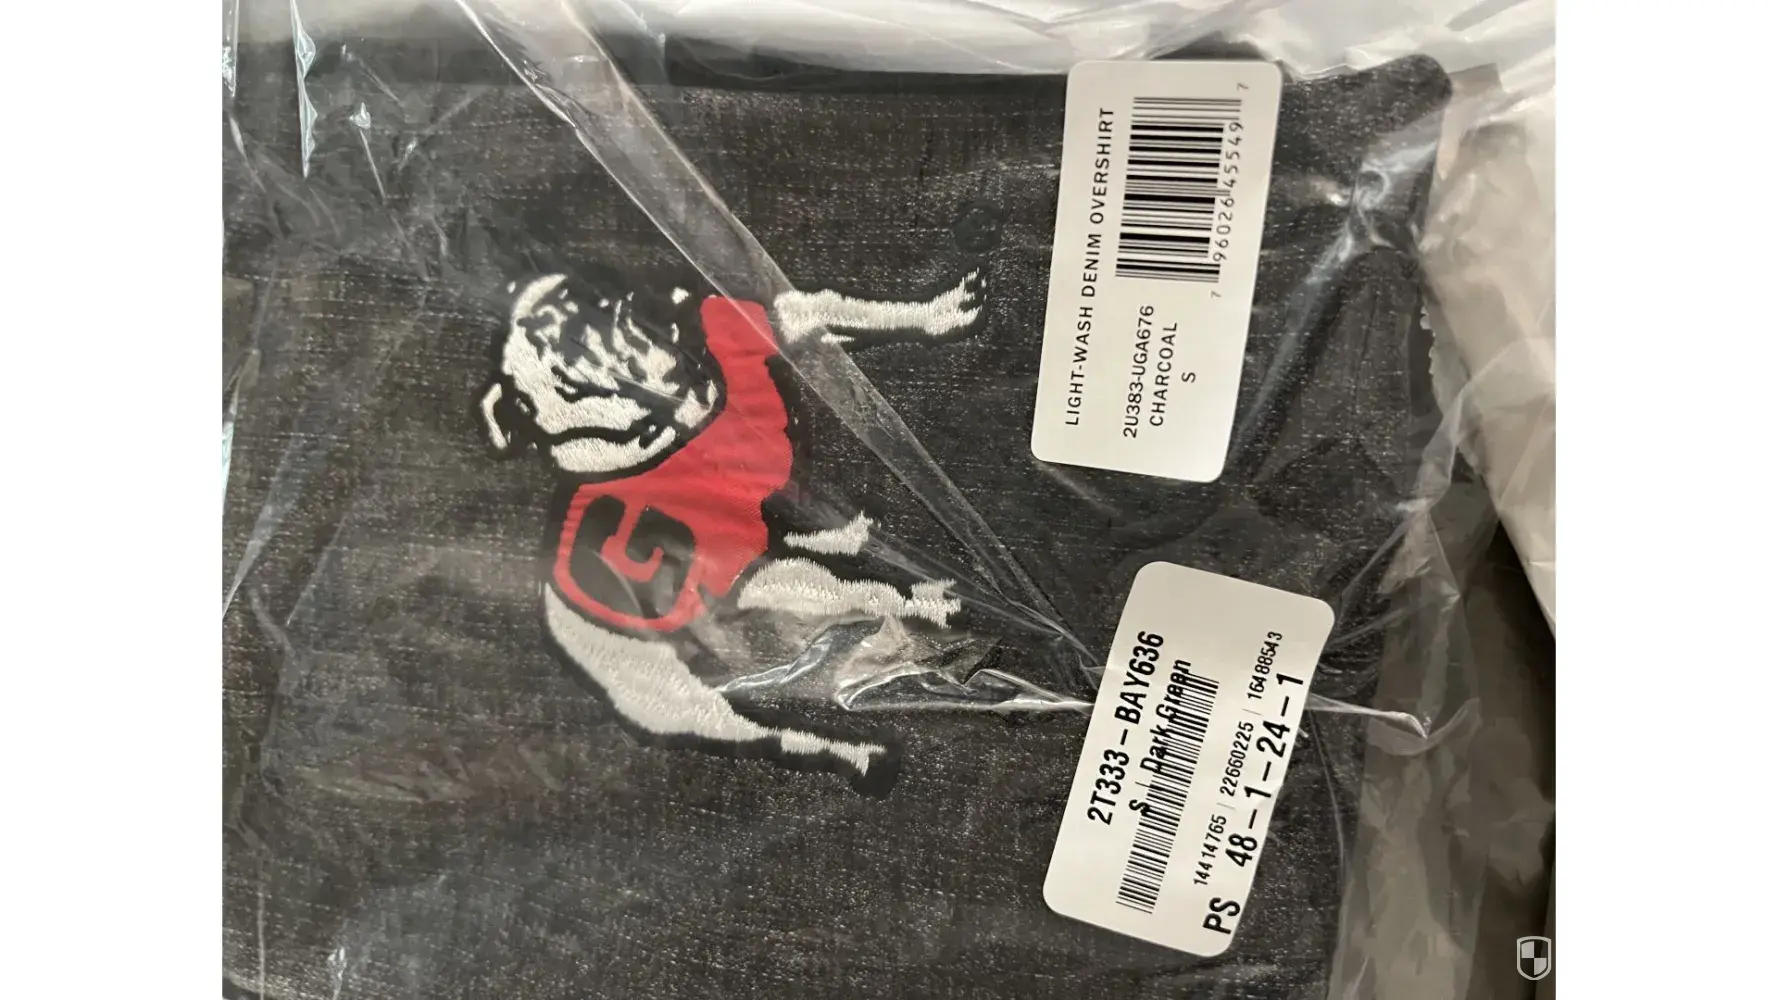 LIGHT-WASH DENIM OVERSHIRT
7 96026 45549 7
2U383-UGA676
CHARCOAL
S
G
2T333-BAY636
S | Dark Green
14414765 | 22660225 | 16488543
PS 48-1-24-1